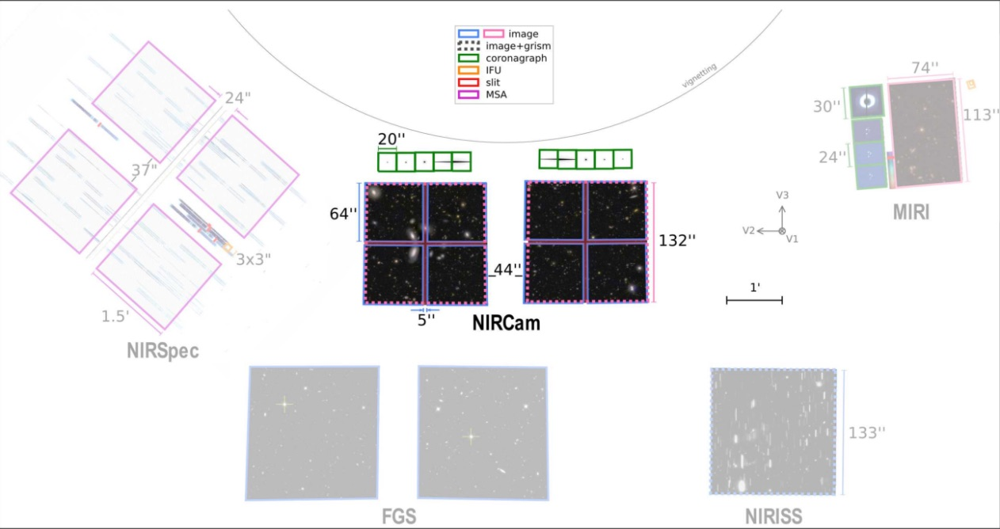 image
image+grism
coronagraph
IFU
slit
MSA
vignetting
24"
37"
3x3"
1.5'
NIRSpec
20''
64''
44''
132''
5''
NIRCam
74''
30''
113''
24''
MIRI
V3
V2
V1
1'
FGS
133''
NIRISS